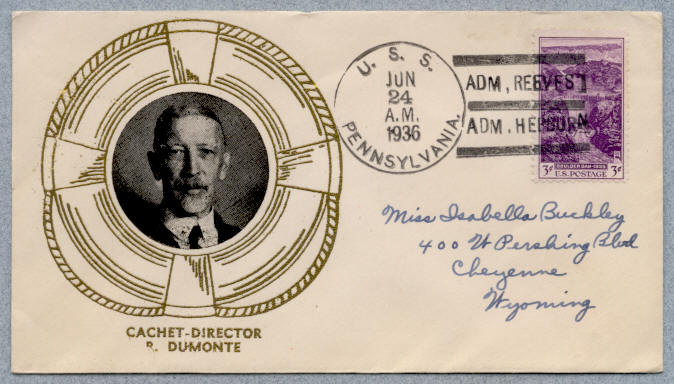 U. S. S.
JUN
24
A.M.
1936
PENNSYLVANIA.
ADM, REEVES
ADM. HEPBURN
BOULDER DAM-1935
3¢ U.S. POSTAGE 3¢
Miss Isabella Buckley
400 W Pershing Blvd
Cheyenne
Wyoming
CACHET-DIRECTOR
R. DUMONTE